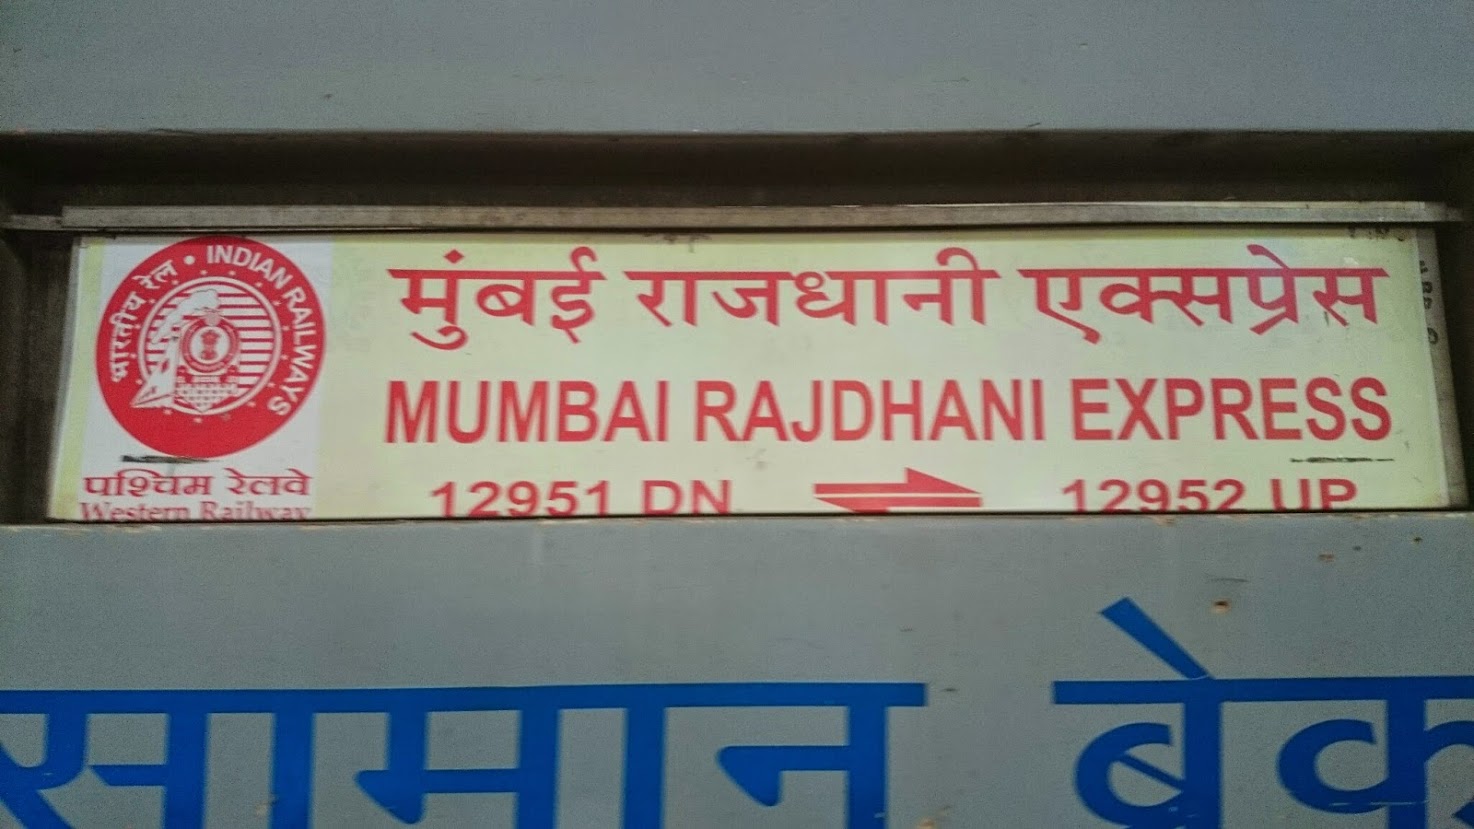 भारतीय रेल • INDIAN RAILWAYS
पश्चिम रेलवे
Western Railway
मुंबई राजधानी एक्सप्रेस
MUMBAI RAJDHANI EXPRESS
12951 DN 12952 UP
सामान